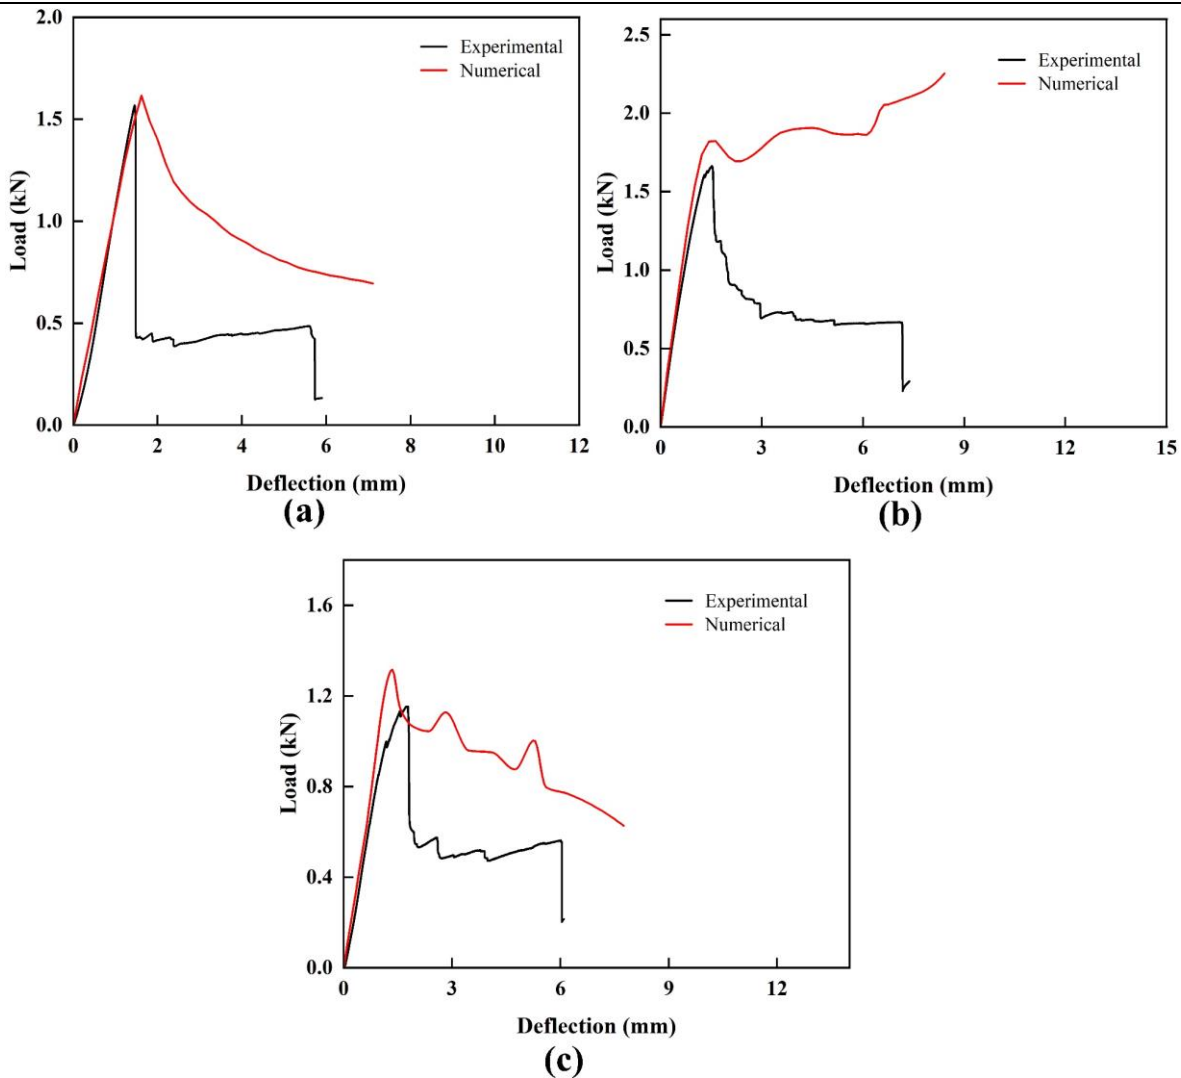 2.0
1.5
1.0
0.5
0.0
Load (kN)
Experimental
Numerical
0 2 4 6 8 10 12
Deflection (mm)
(a)
2.5
2.0
1.5
1.0
0.5
0.0
Load (kN)
Experimental
Numerical
0 3 6 9 12 15
Deflection (mm)
(b)
1.6
1.2
0.8
0.4
0.0
Load (kN)
Experimental
Numerical
0 3 6 9 12
Deflection (mm)
(c)